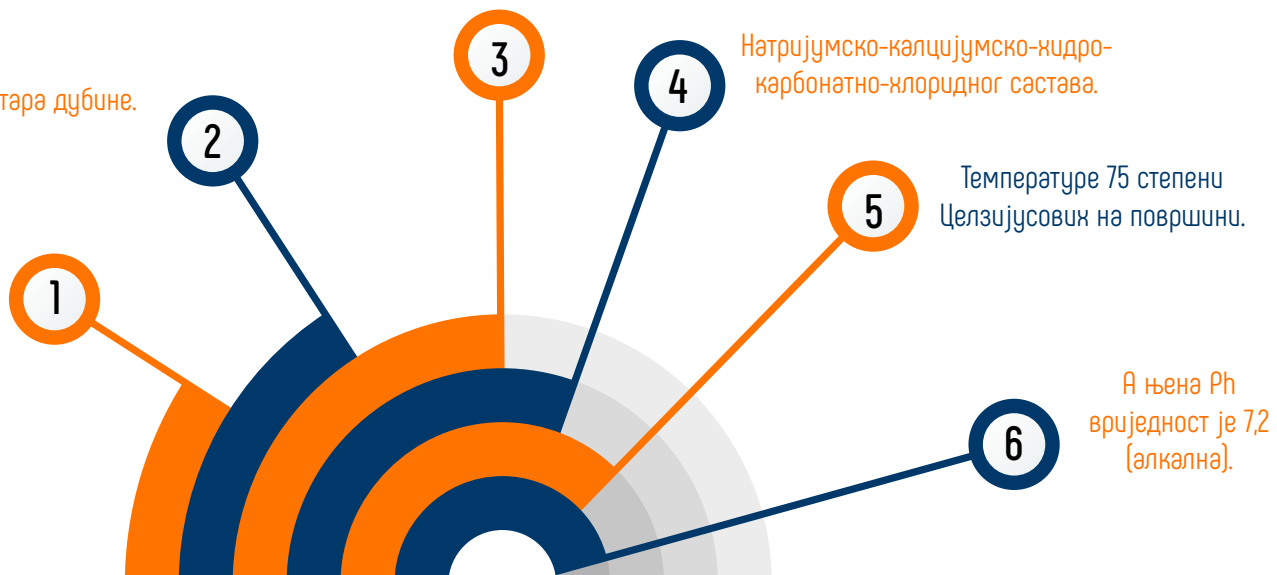 дубине.
1
2
3
4
Натријумско-калцијумско-хидро-
карбонатно-хлоридног састава.
5
Температуре 75 степени
Целзијусових на површини.
6
А њена Ph
вриједност је 7,2
(алкална).